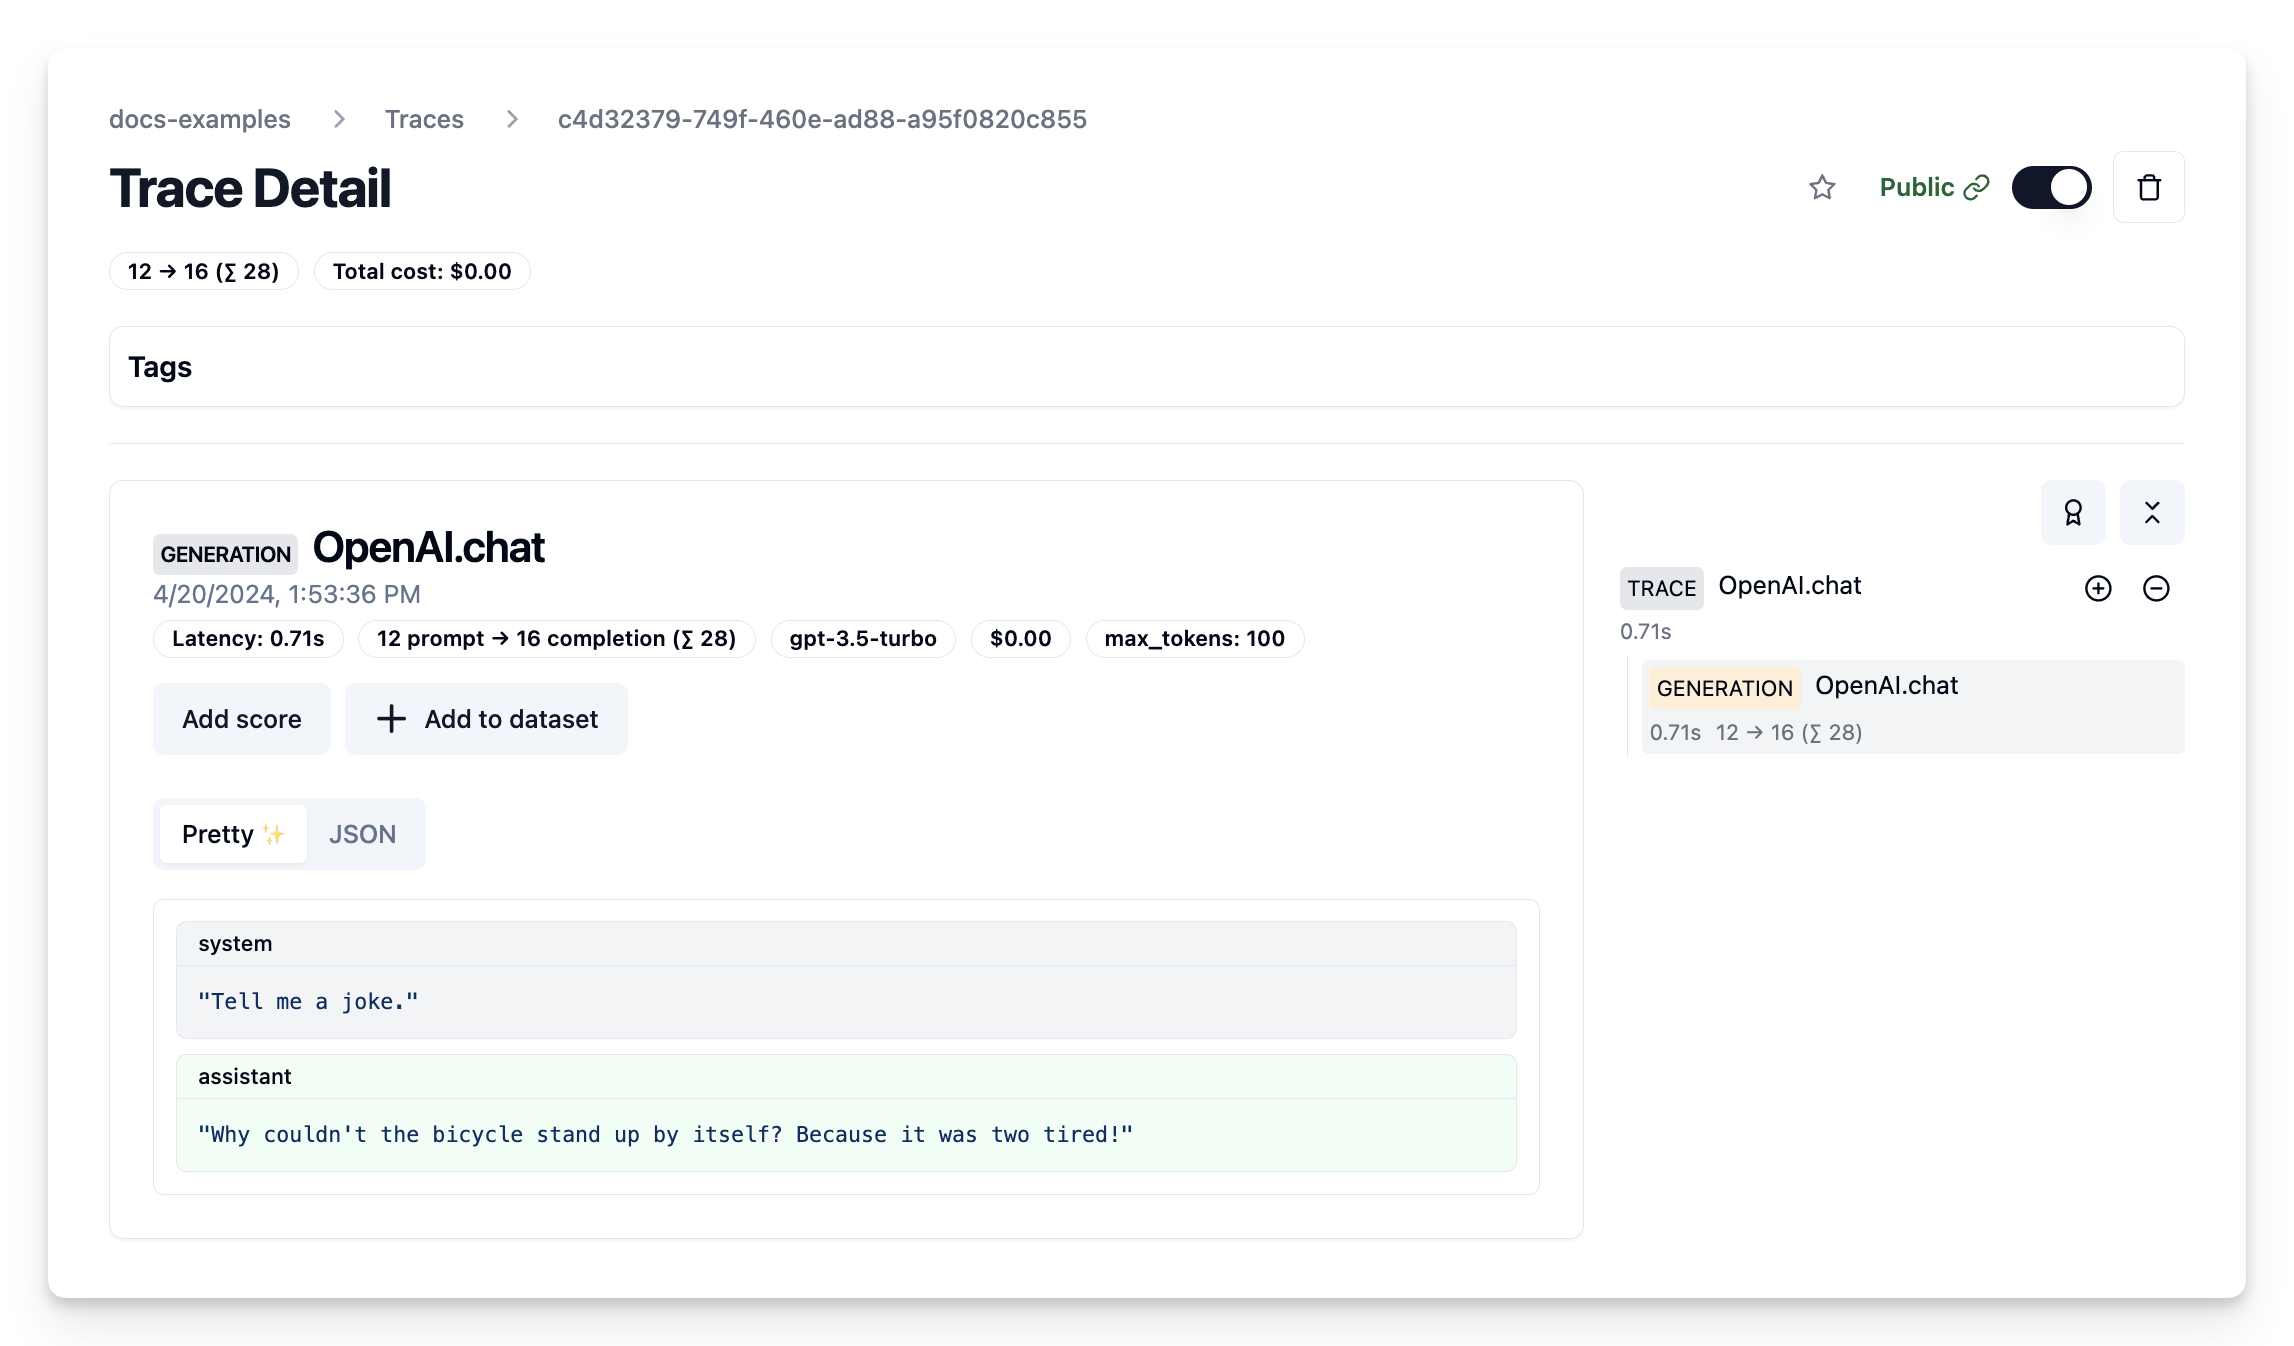 docs-examples > Traces > c4d32379-749f-460e-ad88-a95f0820c855
Trace Detail
Public
12 → 16 (∑ 28) Total cost: $0.00
Tags
GENERATION OpenAI.chat
4/20/2024, 1:53:36 PM
Latency: 0.71s 12 prompt → 16 completion (∑ 28) gpt-3.5-turbo $0.00 max_tokens: 100
Add score + Add to dataset
Pretty ✨ JSON
system
"Tell me a joke."
assistant
"Why couldn't the bicycle stand up by itself? Because it was two tired!"
TRACE OpenAI.chat
0.71s
GENERATION OpenAI.chat
0.71s 12 → 16 (∑ 28)